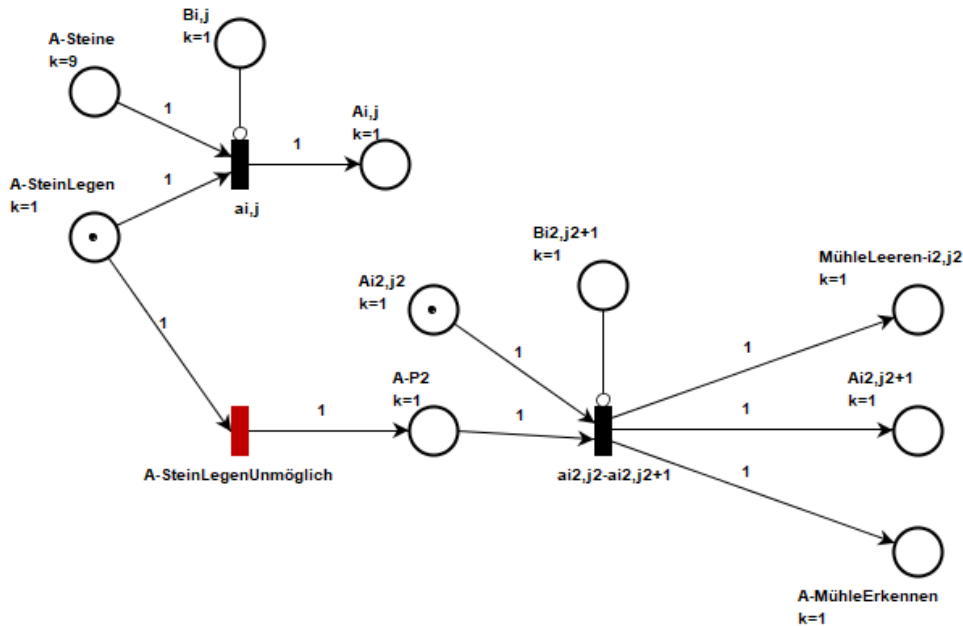 Bi,j
k=1
A-Steine
k=9
1
Ai,j
k=1
1
1
A-SteinLegen
k=1
ai,j
Bi2,j2+1
k=1
MühleLeeren-i2,j2
k=1
Ai2,j2
k=1
1
1
1
A-P2
k=1
Ai2,j2+1
k=1
1
1
1
A-SteinLegenUnmöglich
ai2,j2-ai2,j2+1
1
A-MühleErkennen
k=1